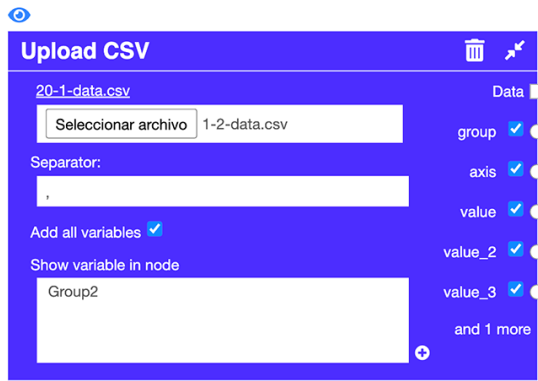 Upload CSV
20-1-data.csv
Seleccionar archivo 1-2-data.csv
Separator:
,
Add all variables
Show variable in node
Group2
Data
group
axis
value
value_2
value_3
and 1 more